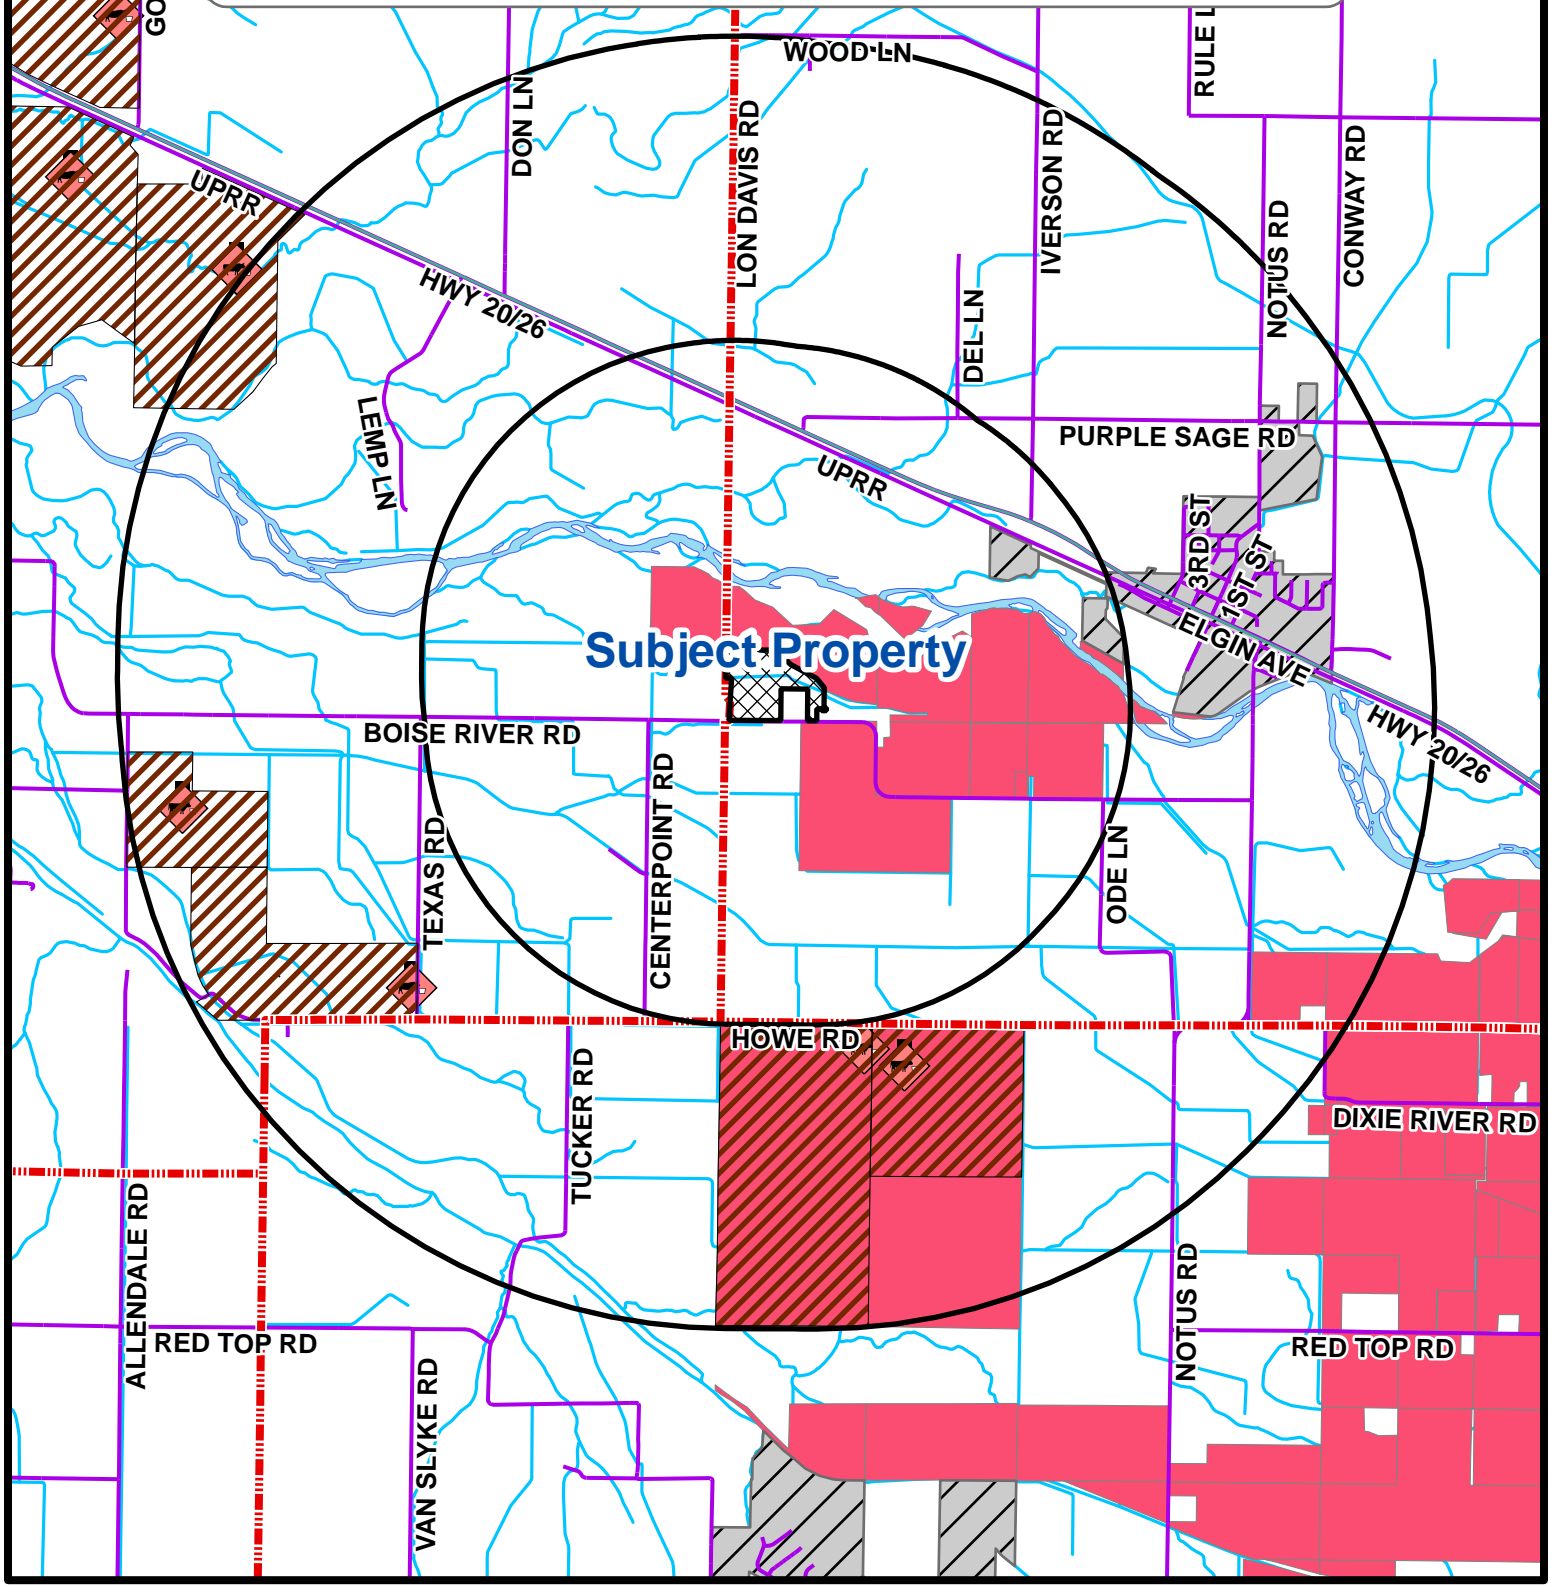 GO
RULE L
WOOD LN
DON LN
LON DAVIS RD
IVERSON RD
CONWAY RD
UPRR
NOTUS RD
HWY 20/26
DEL LN
LEMP LN
PURPLE SAGE RD
UPRR
3RD ST
1ST ST
ELGIN AVE
Subject Property
BOISE RIVER RD
HWY 20/26
CENTERPOINT RD
TEXAS RD
ODE LN
HOWE RD
TUCKER RD
DIXIE RIVER RD
ALLENDALE RD
RED TOP RD
NOTUS RD
RED TOP RD
VAN SLYKE RD